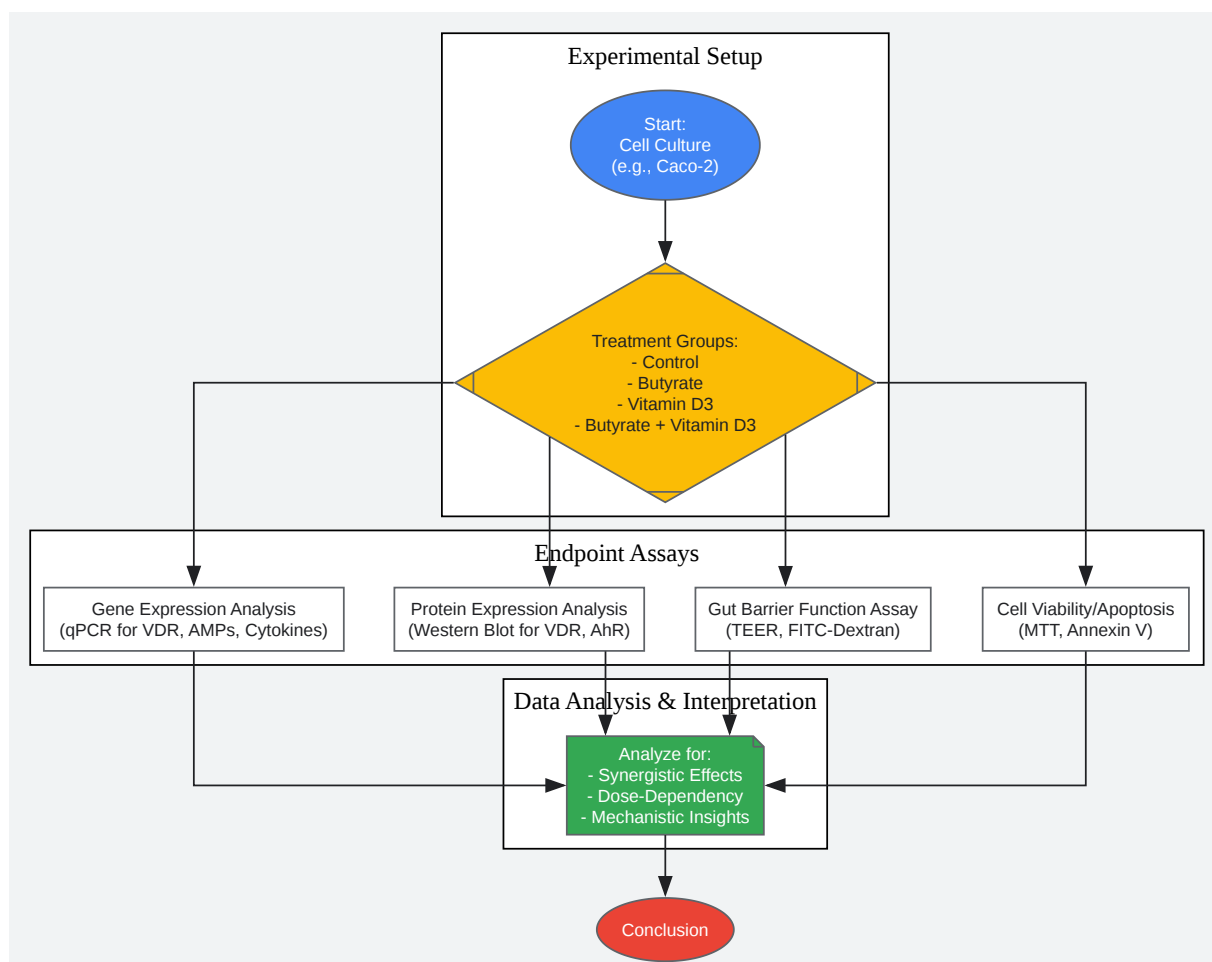 Experimental Setup
Start:
Cell Culture
(e.g., Caco-2)
Treatment Groups:
- Control
- Butyrate
- Vitamin D3
- Butyrate + Vitamin D3
Endpoint Assays
Gene Expression Analysis
(qPCR for VDR, AMPs, Cytokines)
Protein Expression Analysis
(Western Blot for VDR, AhR)
Gut Barrier Function Assay
(TEER, FITC-Dextran)
Cell Viability/Apoptosis
(MTT, Annexin V)
Data Analysis & Interpretation
Analyze for:
- Synergistic Effects
- Dose-Dependency
- Mechanistic Insights
Conclusion